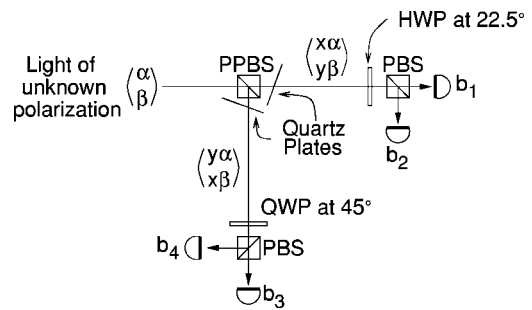 HWP at 22.5°
Light of
unknown
polarization
(α
β)
PPBS
(xα
yβ)
PBS
b1
b2
Quartz
Plates
(yα
xβ)
QWP at 45°
b4
PBS
b3